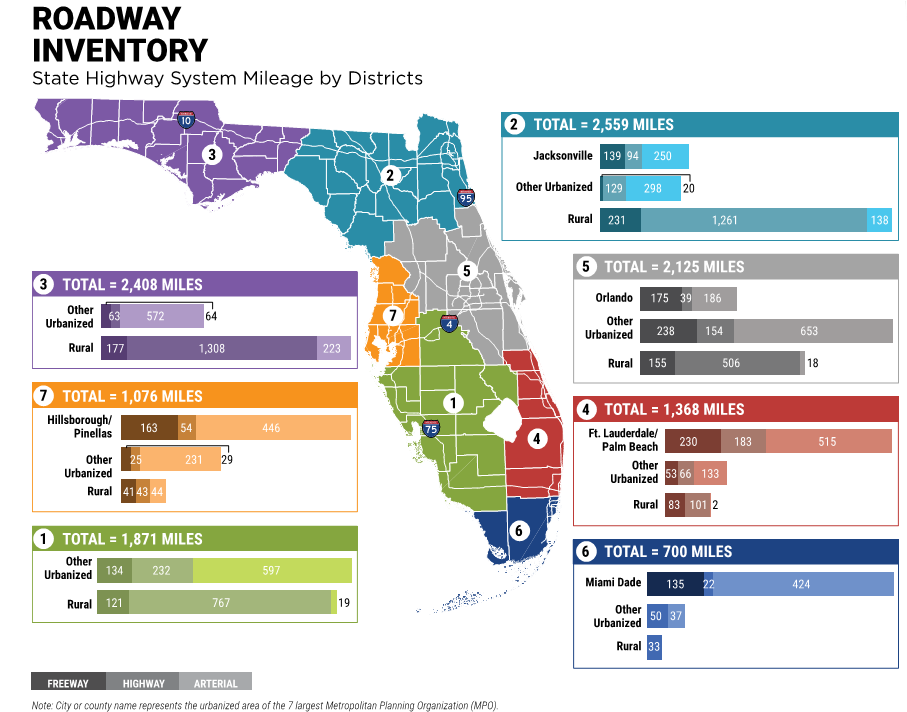 ROADWAY
INVENTORY
State Highway System Mileage by Districts
10
3
2
95
5
7
4
1
75
4
6
2 TOTAL = 2,559 MILES
Jacksonville 139 94 250
Other Urbanized 129 298 20
Rural 231 1,261 138
5 TOTAL = 2,125 MILES
Orlando 175 39 186
Other
Urbanized 238 154 653
Rural 155 506 18
3 TOTAL = 2,408 MILES
Other
Urbanized 63 572 64
Rural 177 1,308 223
7 TOTAL = 1,076 MILES
Hillsborough/
Pinellas 163 54 446
Other
Urbanized 25 231 29
Rural 41 43 44
4 TOTAL = 1,368 MILES
Ft. Lauderdale/
Palm Beach 230 183 515
Other
Urbanized 53 66 133
Rural 83 101 2
1 TOTAL = 1,871 MILES
Other
Urbanized 134 232 597
Rural 121 767 19
6 TOTAL = 700 MILES
Miami Dade 135 22 424
Other
Urbanized 50 37
Rural 33
FREEWAY HIGHWAY ARTERIAL
Note: City or county name represents the urbanized area of the 7 largest Metropolitan Planning Organization (MPO).